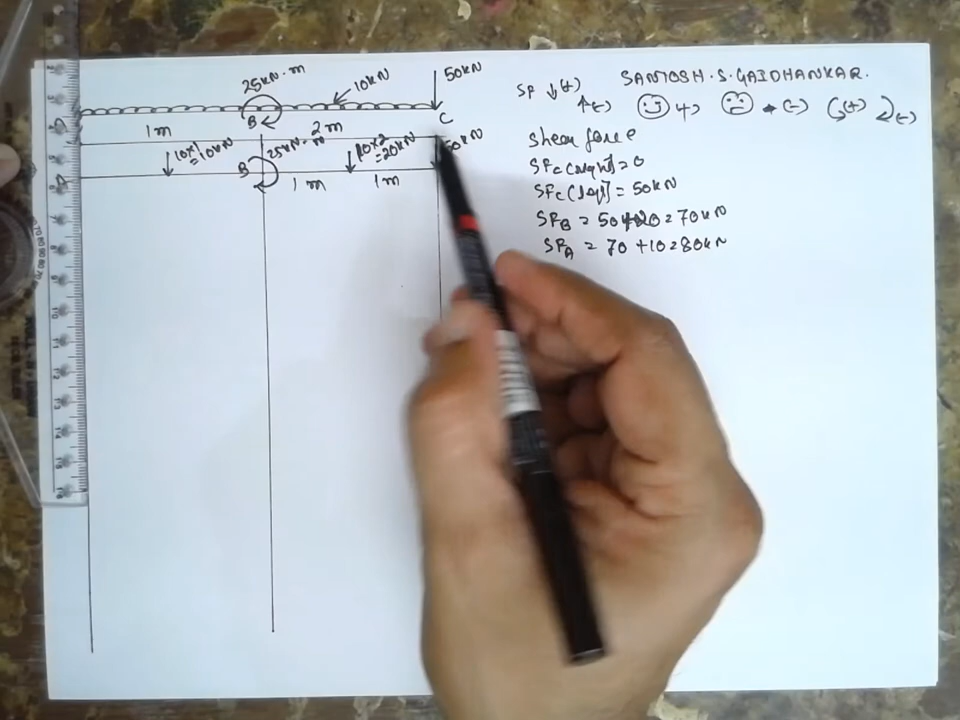 SANTOSH.S.GAIDHANKAR.
SF ↓(+)
↑(-)
+)
(-)
(+)
(-)
25kN.m
10kN
50kN
B
C
1m
2m
10x1
=10kN
25kN.m
10x2
=20kN
50kN
B
1m
1m
Shear force
SFc (right) = 0
SFc (left) = 50kN
SFB = 50+20 = 70kN
SFA = 70+10=80kN